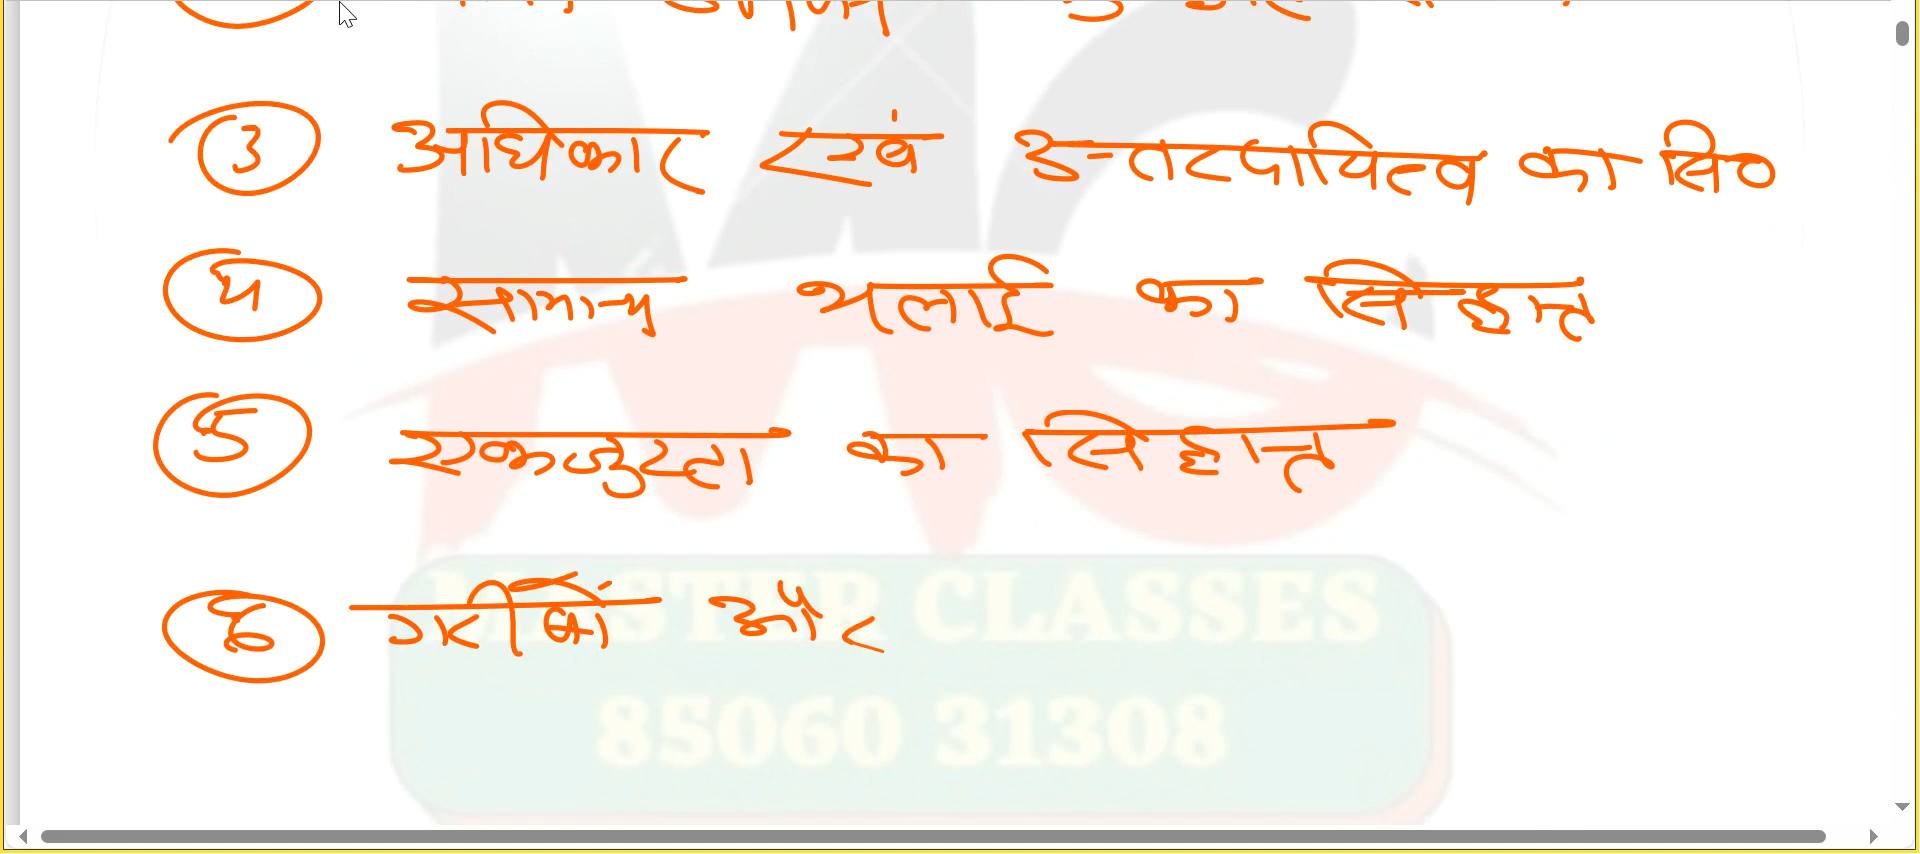 ③ अधिकार एवं उत्तरदायित्व का सि०
④ सामान्य भलाई का सिद्धान्त
⑤ एकजुटता का सिद्धान्त
⑥ गरीबों और
MASTER CLASSES
85060 31308